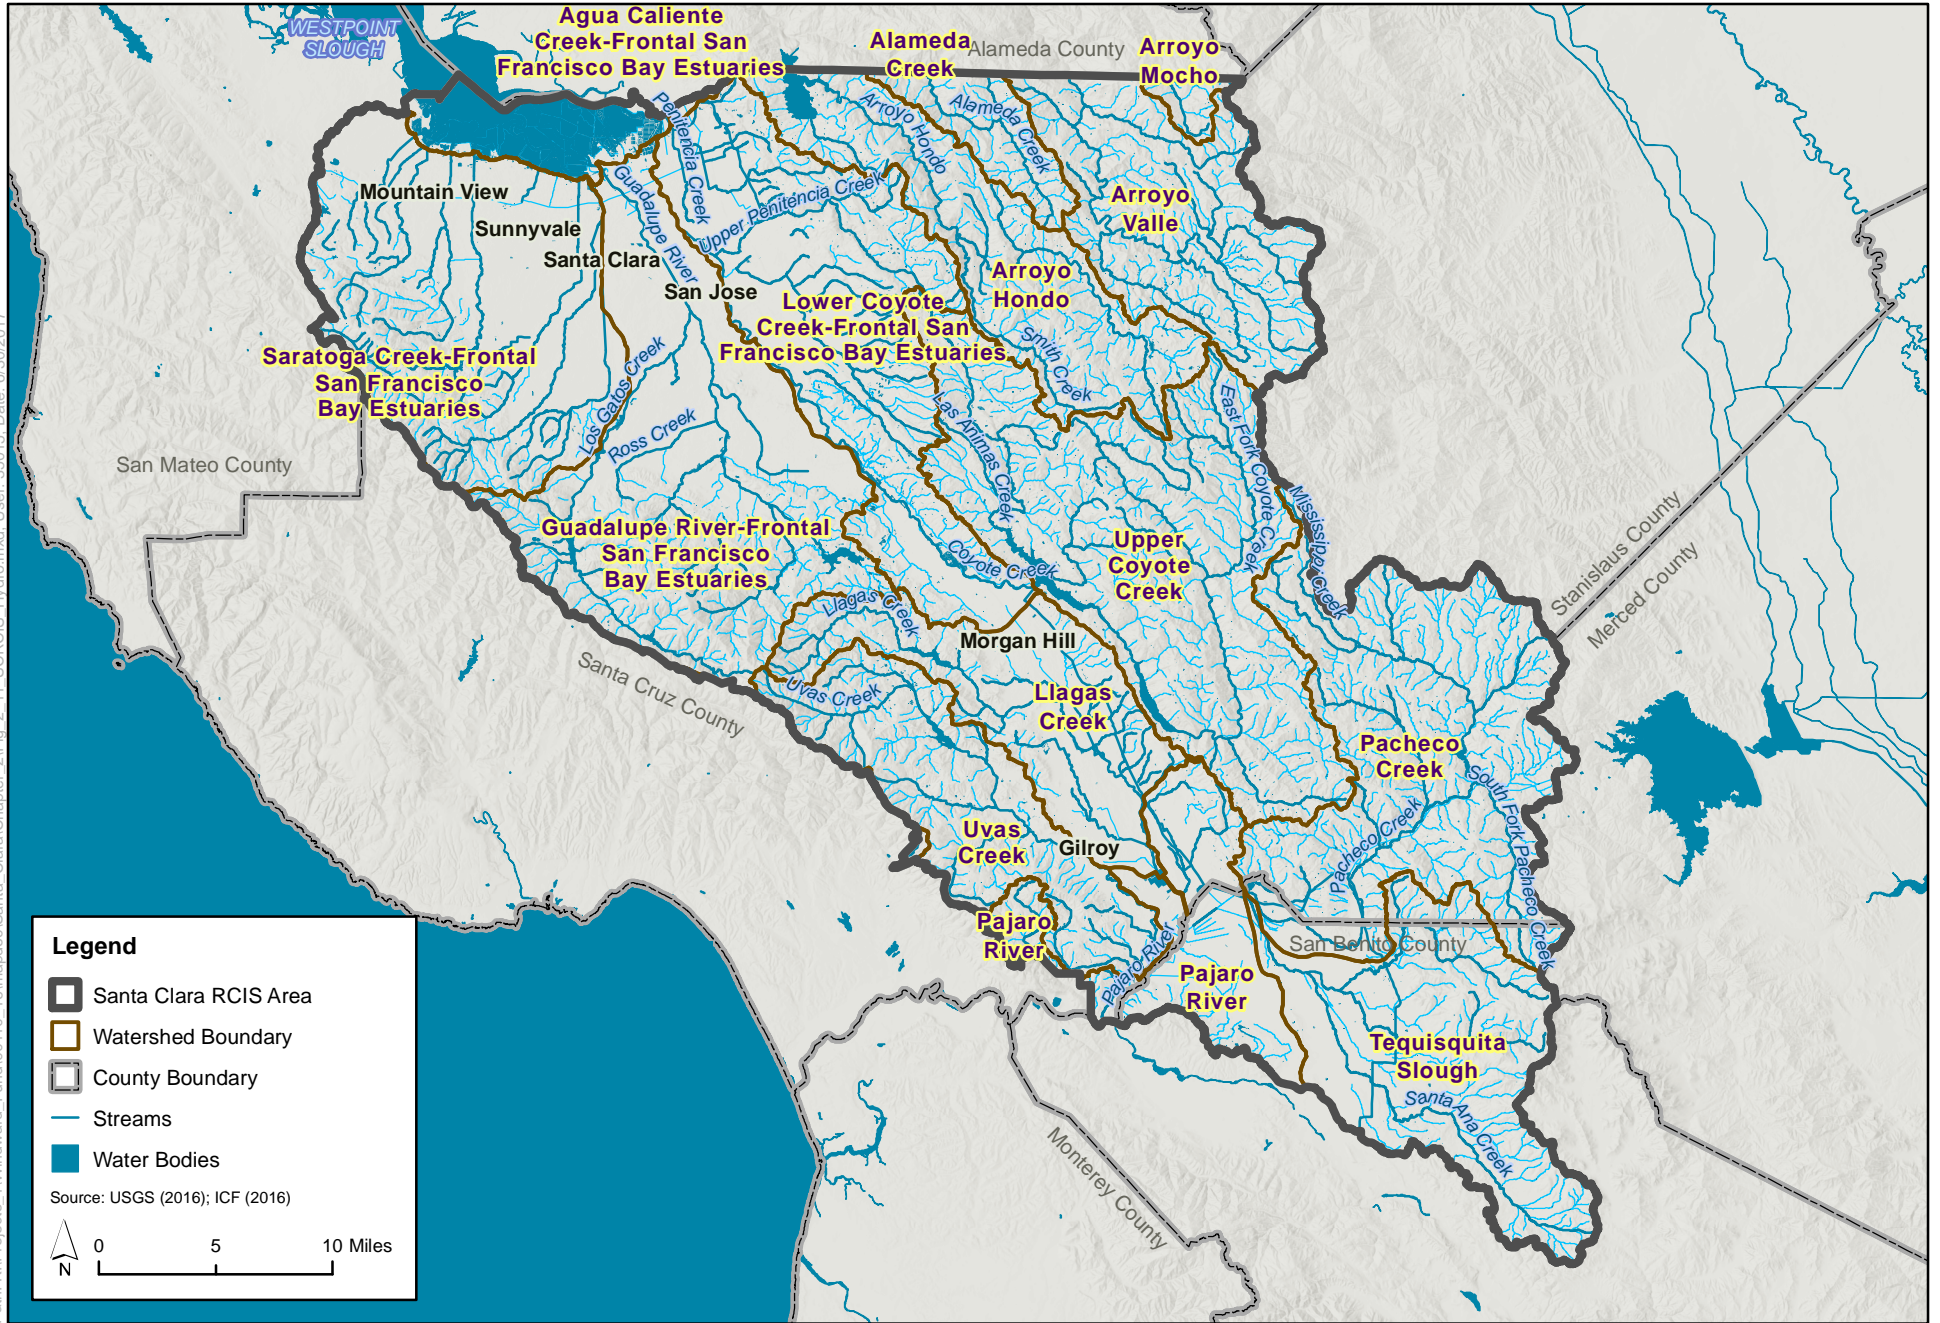 WESTPOINT
SLOUGH
Agua Caliente
Creek-Frontal San
Francisco Bay Estuaries
Alameda
Creek
Alameda County
Arroyo
Mocho
Penitencia Creek
Arroyo Hondo
Alameda Creek
Mountain View
Guadalupe River
Upper Penitencia Creek
Arroyo
Valle
Sunnyvale
Santa Clara
San Jose
Arroyo
Hondo
Lower Coyote
Creek-Frontal San
Francisco Bay Estuaries
Smith Creek
Saratoga Creek-Frontal
San Francisco
Bay Estuaries
Los Gatos Creek
Ross Creek
Las Animas Creek
East Fork Coyote Creek
Mississippi Creek
San Mateo County
Guadalupe River-Frontal
San Francisco
Bay Estuaries
Coyote Creek
Upper
Coyote
Creek
Stanislaus County
Merced County
Llagas Creek
Morgan Hill
Santa Cruz County
Uvas Creek
Llagas
Creek
Pacheco
Creek
South Fork Pacheco Creek
Pacheco Creek
Uvas
Creek
Gilroy
Pajaro
River
Pajaro River
Pajaro
River
San Benito County
Tequisquita
Slough
Santa Ana Creek
Monterey County
Legend
Santa Clara RCIS Area
Watershed Boundary
County Boundary
Streams
Water Bodies
Source: USGS (2016); ICF (2016)
N
0 5 10 Miles